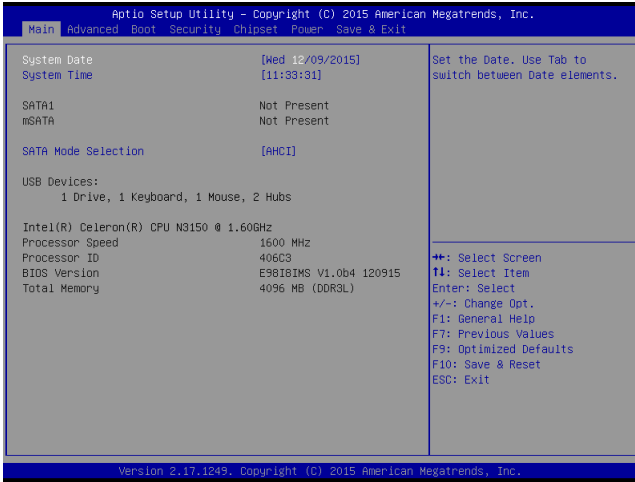 Aptio Setup Utility – Copyright (C) 2015 American Megatrends, Inc.
Main Advanced Boot Security Chipset Power Save & Exit
System Date [Wed 12/09/2015]
System Time [11:33:31]
SATA1 Not Present
mSATA Not Present
SATA Mode Selection [AHCI]
USB Devices:
1 Drive, 1 Keyboard, 1 Mouse, 2 Hubs
Intel(R) Celeron(R) CPU N3150 @ 1.60GHz
Processor Speed 1600 MHz
Processor ID 406C3
BIOS Version E98IBIMS V1.0b4 120915
Total Memory 4096 MB (DDR3L)
Set the Date. Use Tab to
switch between Date elements.
→←: Select Screen
↑↓: Select Item
Enter: Select
+/-: Change Opt.
F1: General Help
F7: Previous Values
F9: Optimized Defaults
F10: Save & Reset
ESC: Exit
Version 2.17.1249. Copyright (C) 2015 American Megatrends, Inc.